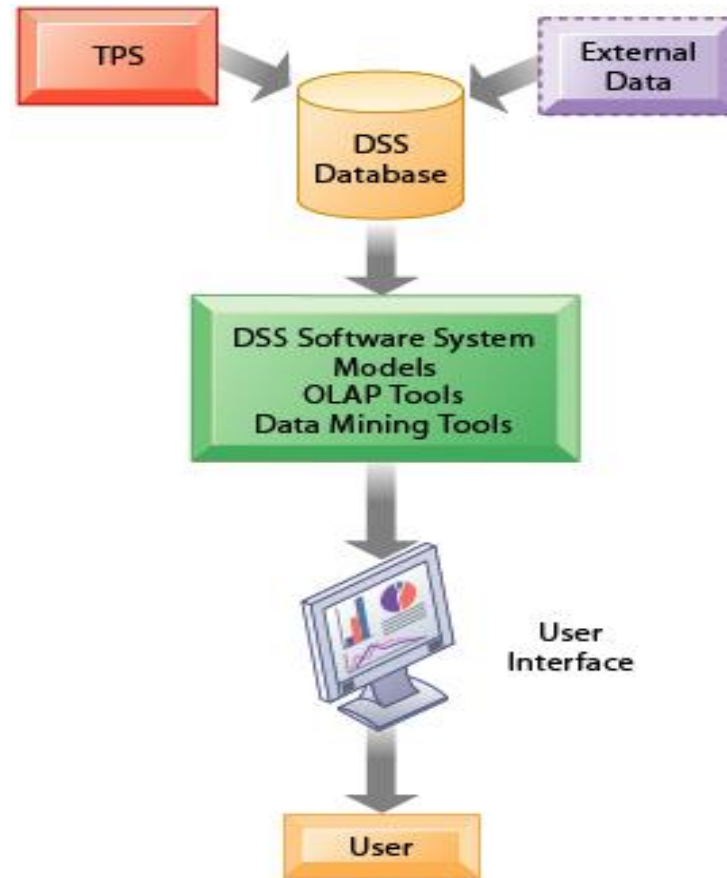 TPS
External
Data
DSS
Database
DSS Software System
Models
OLAP Tools
Data Mining Tools
User
Interface
User